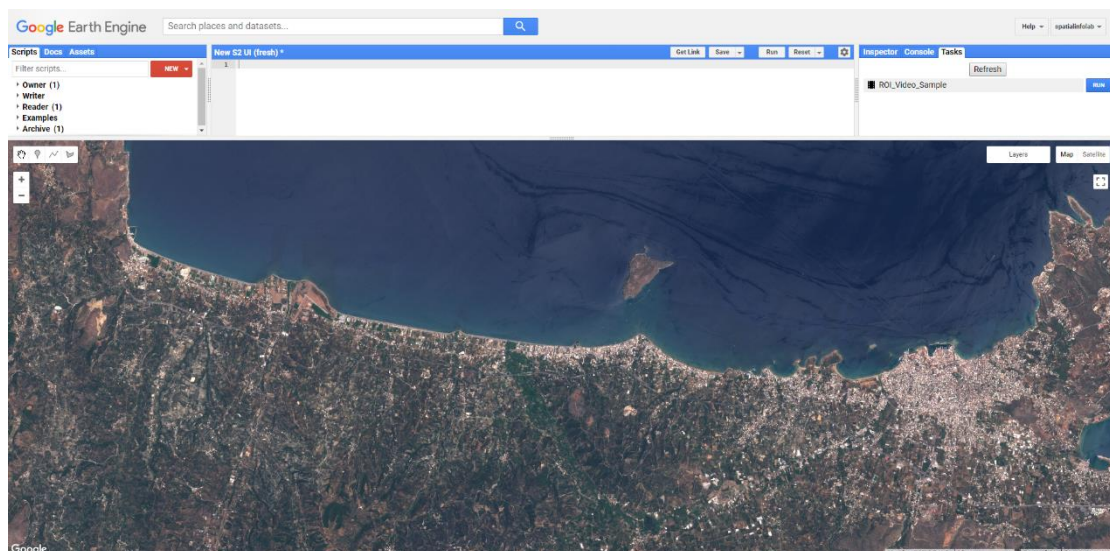 Google Earth Engine
Search places and datasets...
Help
spatialinfolab
Scripts Docs Assets
New S2 UI (fresh) *
Get Link Save Run Reset
Inspector Console Tasks
Filter scripts...
NEW
1
Refresh
Owner (1)
Writer
Reader (1)
Examples
Archive (1)
ROI_Video_Sample
RUN
Layers
Map Satellite
+
−
Google